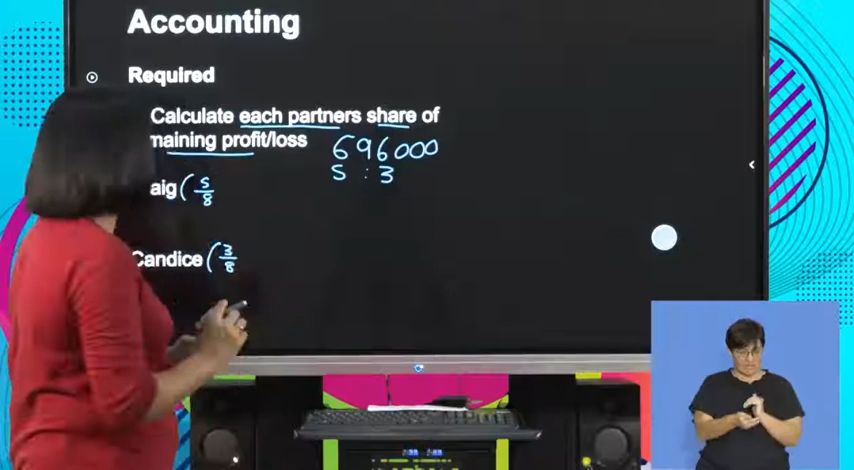 Accounting
Required
Calculate each partners share of
maining profit/loss
696000
5 : 3
aig (5/8
Candice (3/8